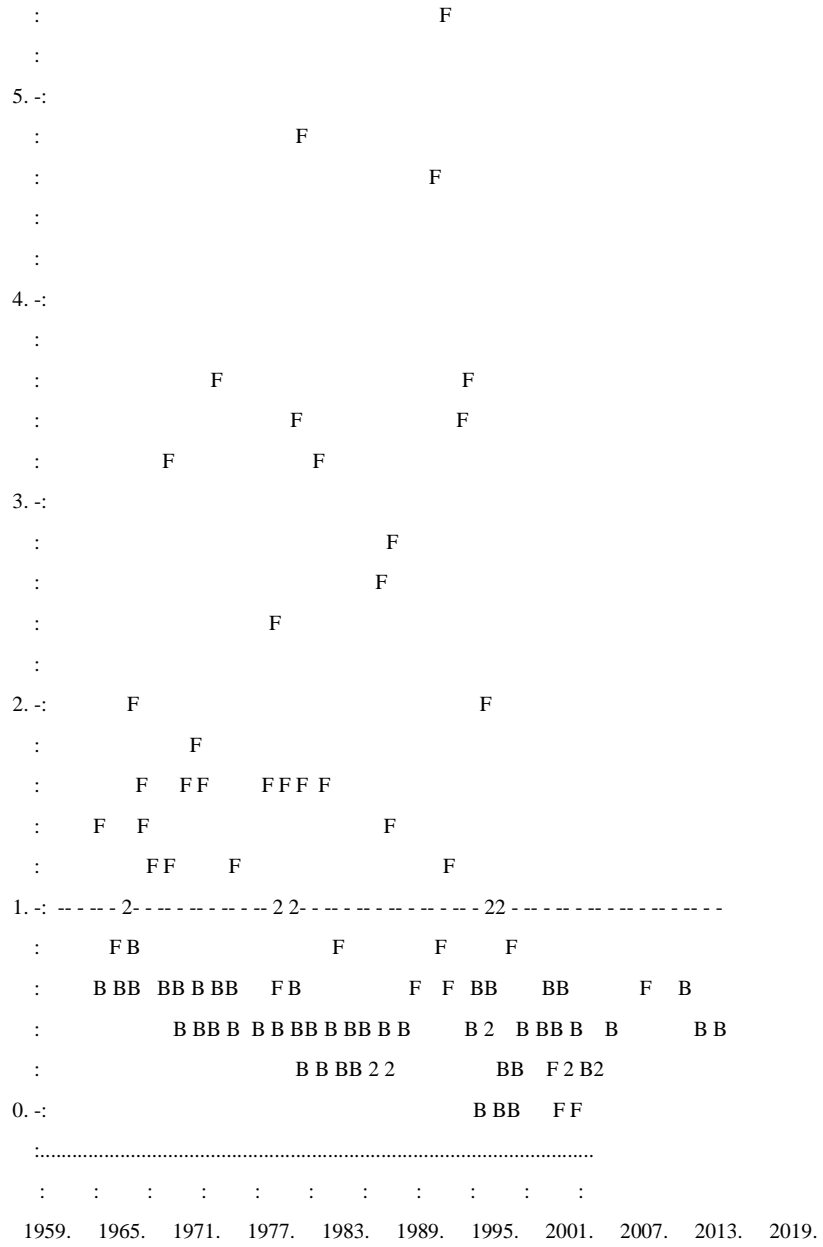 : F
:
5. -:
: F
: F
:
:
4. -:
:
: F F
: F F
: F F
3. -:
: F
: F
: F
:
2. -: F F
: F
: F F F F F F F
: F F F
: F F F F
1. -: -- - -- - - 2- - -- - -- - -- - -- 2 2- - -- - -- - -- - -- - -- - -- - 22 - -- - -- - -- - -- - -- - -- - -
: F B F F F
: B BB BB B BB F B F F BB BB F B
: B BB B B B BB B BB B B B 2 B BB B B B B
: B B BB 2 2 BB F 2 B2
0. -: B BB F F
:.........................................................................................................
: : : : : : : : : : :
1959. 1965. 1971. 1977. 1983. 1989. 1995. 2001. 2007. 2013. 2019.